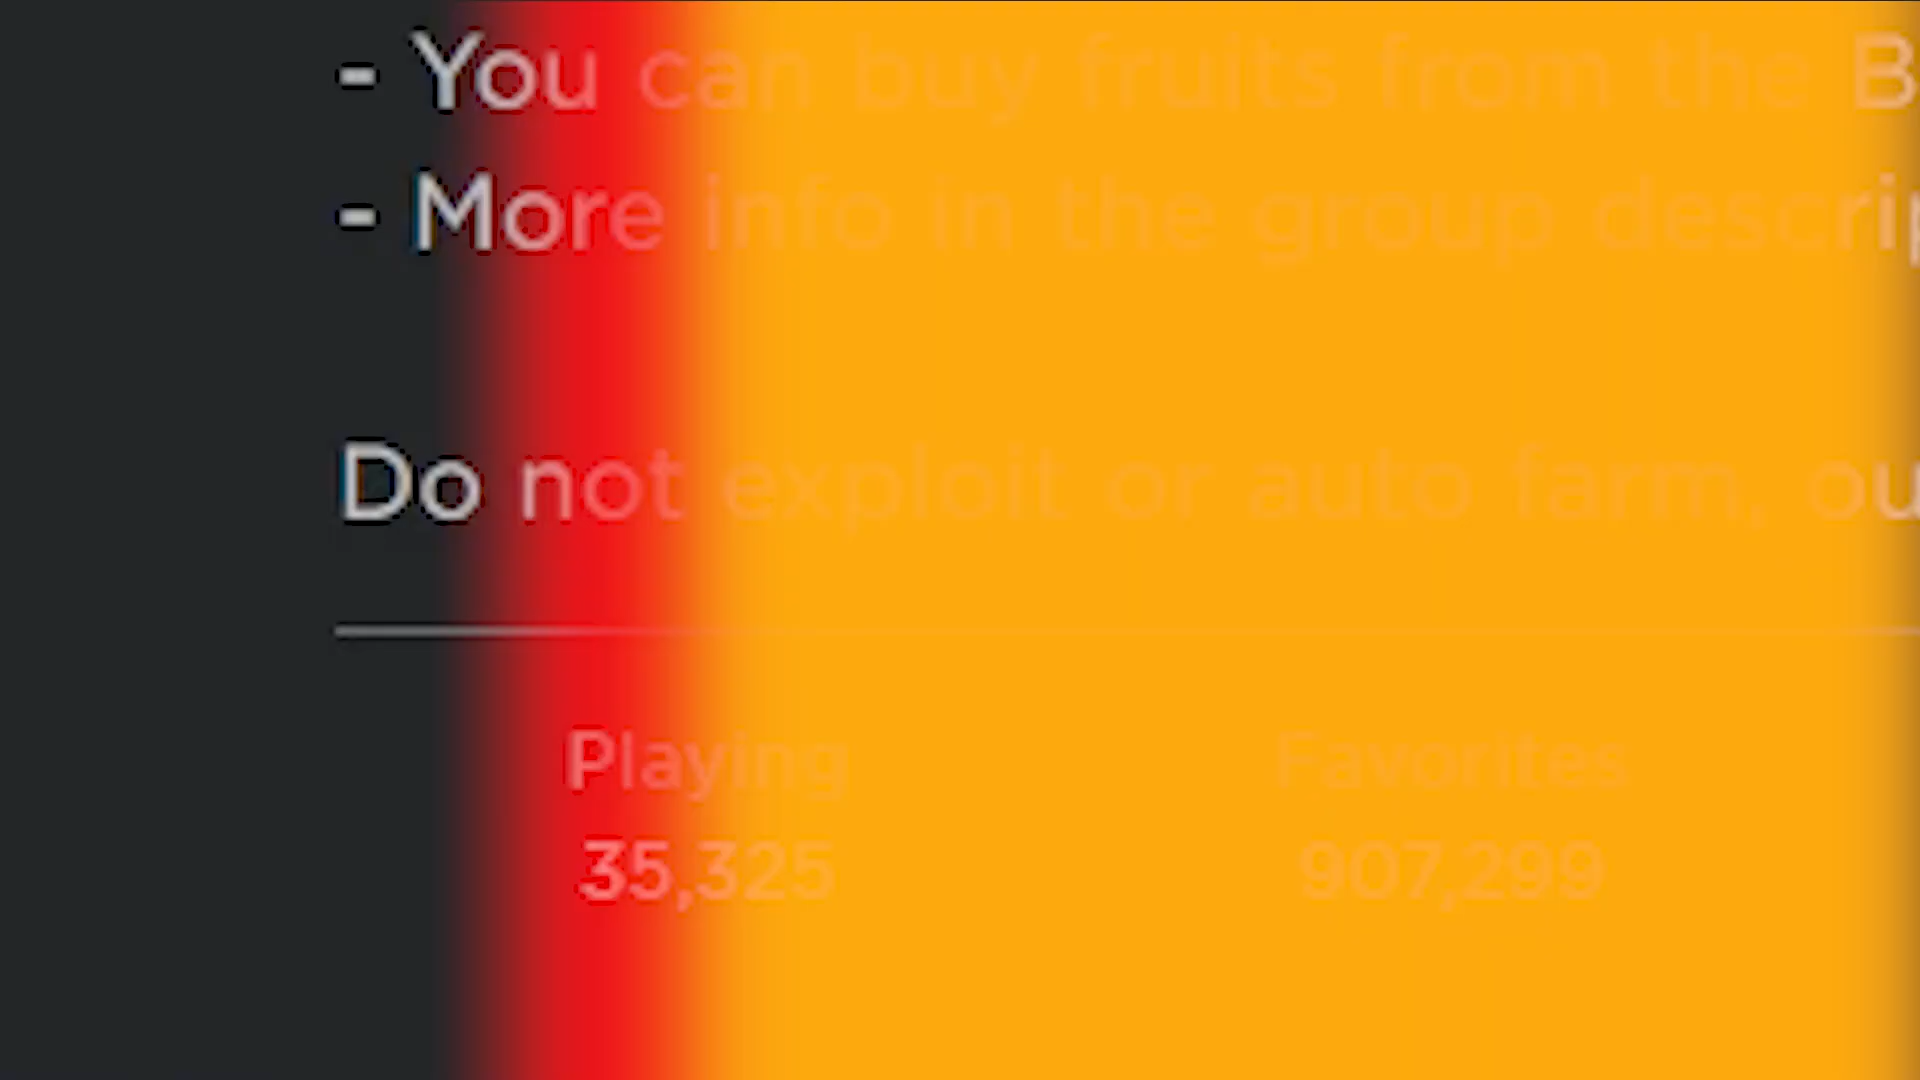 - You can buy fruits from the B
- More info in the group descrip
Do not exploit or auto farm, ou
Playing
Favorites
35,325
907,299